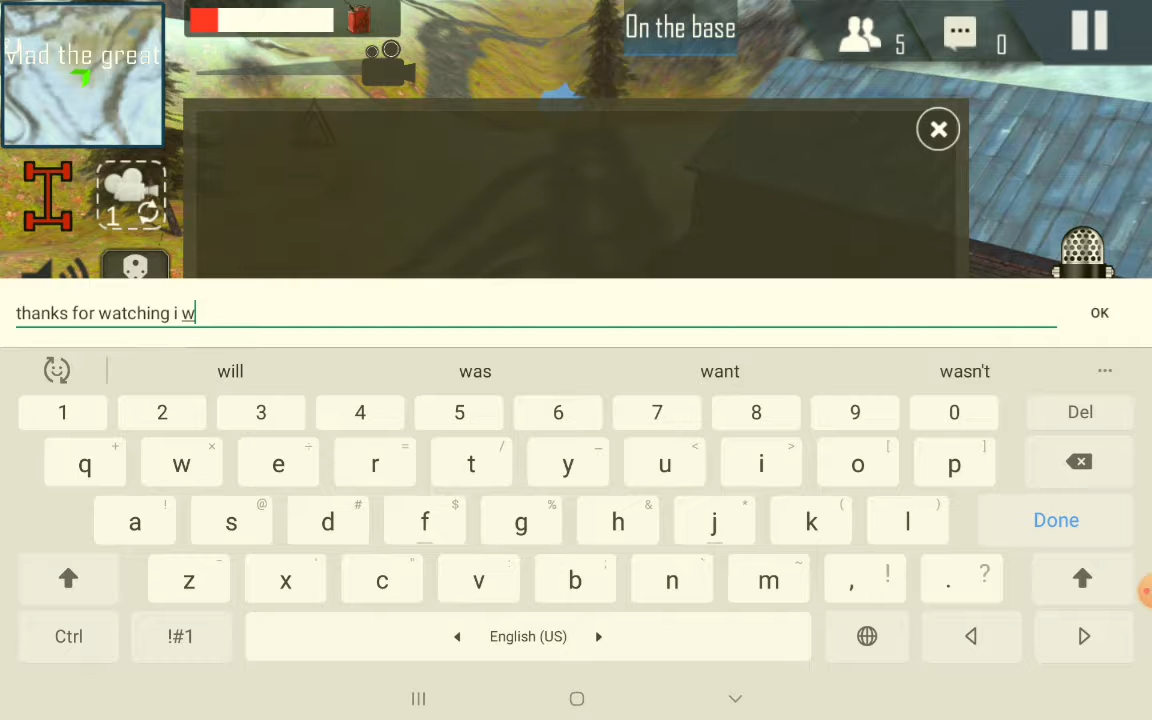 Vlad the great
On the base
5
0
1
thanks for watching i w
OK
will was want wasn't ...
1 2 3 4 5 6 7 8 9 0 Del
+ × ÷ = / _ < > [ ]
q w e r t y u i o p
! @ # $ % ^ & * ( )
a s d f g h j k l Done
- ' " : ; ` ~ ! ?
z x c v b n m , .
Ctrl !#1 English (US)